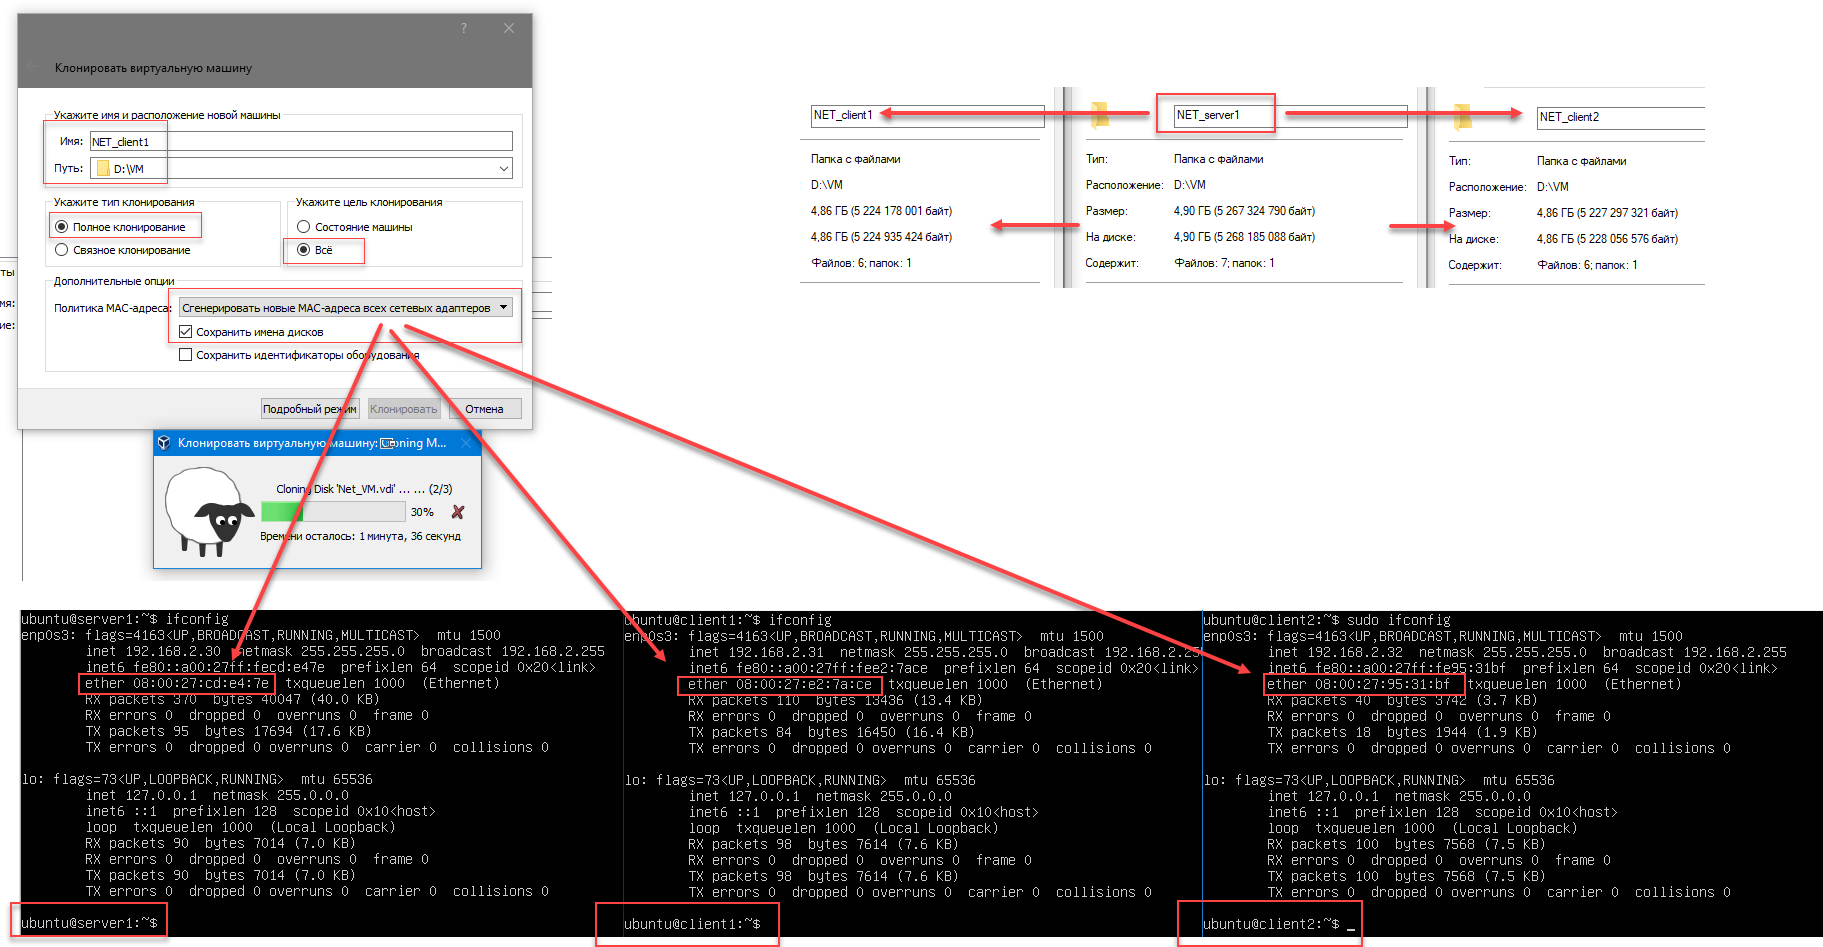 ?
Клонировать виртуальную машину
Укажите имя и расположение новой машины
Имя: NET_client1
Путь: D:\VM
Укажите тип клонирования
Полное клонирование
Связное клонирование
Укажите цель клонирования
Состояние машины
Всё
Дополнительные опции
Политика MAC-адреса: Сгенерировать новые MAC-адреса всех сетевых адаптеров
Сохранить имена дисков
Сохранить идентификаторы оборудования
Подробный режим Клонировать Отмена
ты
мя:
ие:
Клонировать виртуальную машину: Cloning M...
Cloning Disk 'Net_VM.vdi' ... ... (2/3)
30%
Времени осталось: 1 минута, 36 секунд
NET_client1
Папка с файлами
D:\VM
4,86 ГБ (5 224 178 001 байт)
4,86 ГБ (5 224 935 424 байт)
Файлов: 6; папок: 1
NET_server1
Тип: Папка с файлами
Расположение: D:\VM
Размер: 4,90 ГБ (5 267 324 790 байт)
На диске: 4,90 ГБ (5 268 185 088 байт)
Содержит: Файлов: 7; папок: 1
NET_client2
Тип: Папка с файлами
Расположение: D:\VM
Размер: 4,86 ГБ (5 227 297 321 байт)
На диске: 4,86 ГБ (5 228 056 576 байт)
Содержит: Файлов: 6; папок: 1
ubuntu@server1:~$ ifconfig
enp0s3: flags=4163<UP,BROADCAST,RUNNING,MULTICAST> mtu 1500
inet 192.168.2.30 netmask 255.255.255.0 broadcast 192.168.2.255
inet6 fe80::a00:27ff:fecd:e47e prefixlen 64 scopeid 0x20<link>
ether 08:00:27:cd:e4:7e txqueuelen 1000 (Ethernet)
RX packets 370 bytes 40047 (40.0 KB)
RX errors 0 dropped 0 overruns 0 frame 0
TX packets 95 bytes 17694 (17.6 KB)
TX errors 0 dropped 0 overruns 0 carrier 0 collisions 0
lo: flags=73<UP,LOOPBACK,RUNNING> mtu 65536
inet 127.0.0.1 netmask 255.0.0.0
inet6 ::1 prefixlen 128 scopeid 0x10<host>
loop txqueuelen 1000 (Local Loopback)
RX packets 90 bytes 7014 (7.0 KB)
RX errors 0 dropped 0 overruns 0 frame 0
TX packets 90 bytes 7014 (7.0 KB)
TX errors 0 dropped 0 overruns 0 carrier 0 collisions 0
ubuntu@server1:~$
ubuntu@client1:~$ ifconfig
enp0s3: flags=4163<UP,BROADCAST,RUNNING,MULTICAST> mtu 1500
inet 192.168.2.31 netmask 255.255.255.0 broadcast 192.168.2.25
inet6 fe80::a00:27ff:fee2:7ace prefixlen 64 scopeid 0x20<link>
ether 08:00:27:e2:7a:ce txqueuelen 1000 (Ethernet)
RX packets 110 bytes 13436 (13.4 KB)
RX errors 0 dropped 0 overruns 0 frame 0
TX packets 84 bytes 16450 (16.4 KB)
TX errors 0 dropped 0 overruns 0 carrier 0 collisions 0
lo: flags=73<UP,LOOPBACK,RUNNING> mtu 65536
inet 127.0.0.1 netmask 255.0.0.0
inet6 ::1 prefixlen 128 scopeid 0x10<host>
loop txqueuelen 1000 (Local Loopback)
RX packets 98 bytes 7614 (7.6 KB)
RX errors 0 dropped 0 overruns 0 frame 0
TX packets 98 bytes 7614 (7.6 KB)
TX errors 0 dropped 0 overruns 0 carrier 0 collisions 0
ubuntu@client1:~$
ubuntu@client2:~$ sudo ifconfig
enp0s3: flags=4163<UP,BROADCAST,RUNNING,MULTICAST> mtu 1500
inet 192.168.2.32 netmask 255.255.255.0 broadcast 192.168.2.255
inet6 fe80::a00:27ff:fe95:31bf prefixlen 64 scopeid 0x20<link>
ether 08:00:27:95:31:bf txqueuelen 1000 (Ethernet)
RX packets 40 bytes 3742 (3.7 KB)
RX errors 0 dropped 0 overruns 0 frame 0
TX packets 18 bytes 1944 (1.9 KB)
TX errors 0 dropped 0 overruns 0 carrier 0 collisions 0
lo: flags=73<UP,LOOPBACK,RUNNING> mtu 65536
inet 127.0.0.1 netmask 255.0.0.0
inet6 ::1 prefixlen 128 scopeid 0x10<host>
loop txqueuelen 1000 (Local Loopback)
RX packets 100 bytes 7568 (7.5 KB)
RX errors 0 dropped 0 overruns 0 frame 0
TX packets 100 bytes 7568 (7.5 KB)
TX errors 0 dropped 0 overruns 0 carrier 0 collisions 0
ubuntu@client2:~$ _